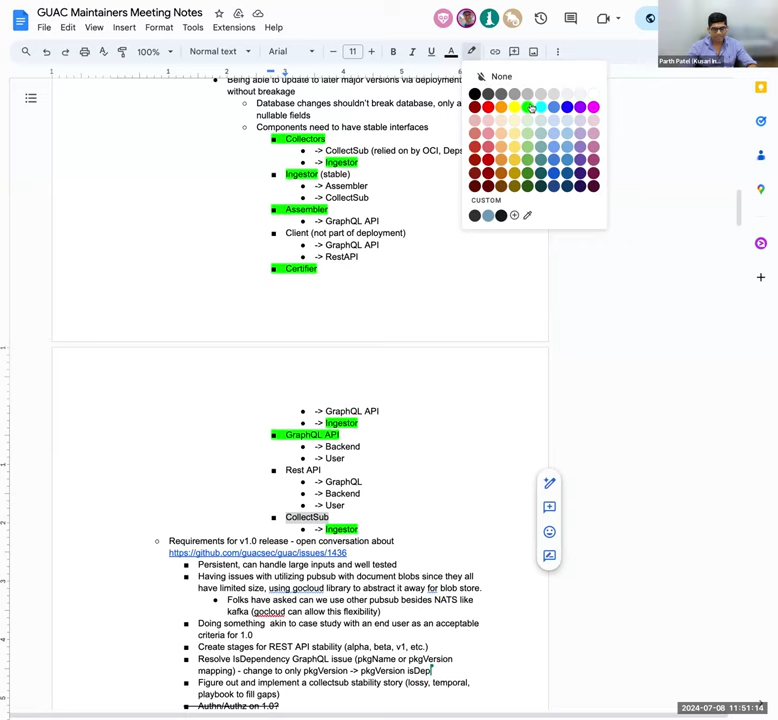 GUAC Maintainers Meeting Notes
File Edit View Insert Format Tools Extensions Help
100% Normal text Arial 11 B I U A
None
CUSTOM
Parth Patel (Kusari Inc
1 1 2 3
Being able to update to later major versions via deployment
without breakage
Database changes shouldn't break database, only a
nullable fields
Components need to have stable interfaces
Collectors
-> CollectSub (relied on by OCI, Deps
-> Ingestor
Ingestor (stable)
-> Assembler
-> CollectSub
Assembler
-> GraphQL API
Client (not part of deployment)
-> GraphQL API
-> RestAPI
Certifier
-> GraphQL API
-> Ingestor
GraphQL API
-> Backend
-> User
Rest API
-> GraphQL
-> Backend
-> User
CollectSub
-> Ingestor
Requirements for v1.0 release - open conversation about
https://github.com/guacsec/guac/issues/1436
Persistent, can handle large inputs and well tested
Having issues with utilizing pubsub with document blobs since they all
have limited size, using gocloud library to abstract it away for blob store.
Folks have asked can we use other pubsub besides NATS like
kafka (gocloud can allow this flexibility)
Doing something akin to case study with an end user as an acceptable
criteria for 1.0
Create stages for REST API stability (alpha, beta, v1, etc.)
Resolve IsDependency GraphQL issue (pkgName or pkgVersion
mapping) - change to only pkgVersion -> pkgVersion isDep
Figure out and implement a collectsub stability story (lossy, temporal,
playbook to fill gaps)
Authn/Authz on 1.0?
2024-07-08 11:51:14